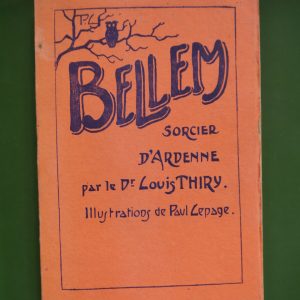 BELLEM
SORCIER
D'ARDENNE
par le Dr Louis THIRY.
Illustrations de Paul Lepage.